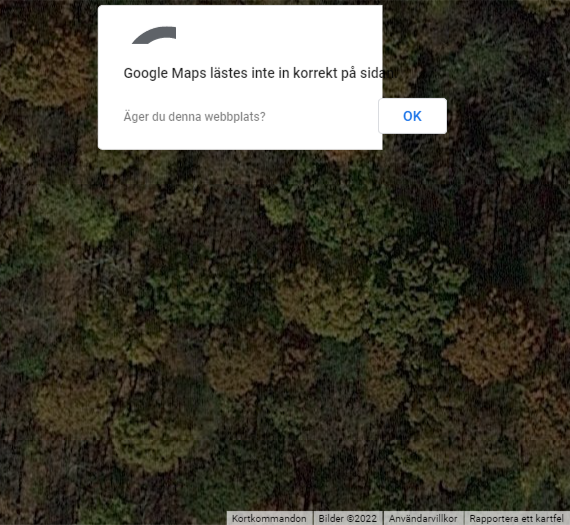 Google Maps lästes inte in korrekt på sidan.
Äger du denna webbplats?
OK
Kortkommandon
Bilder ©2022
Användarvillkor
Rapportera ett kartfel